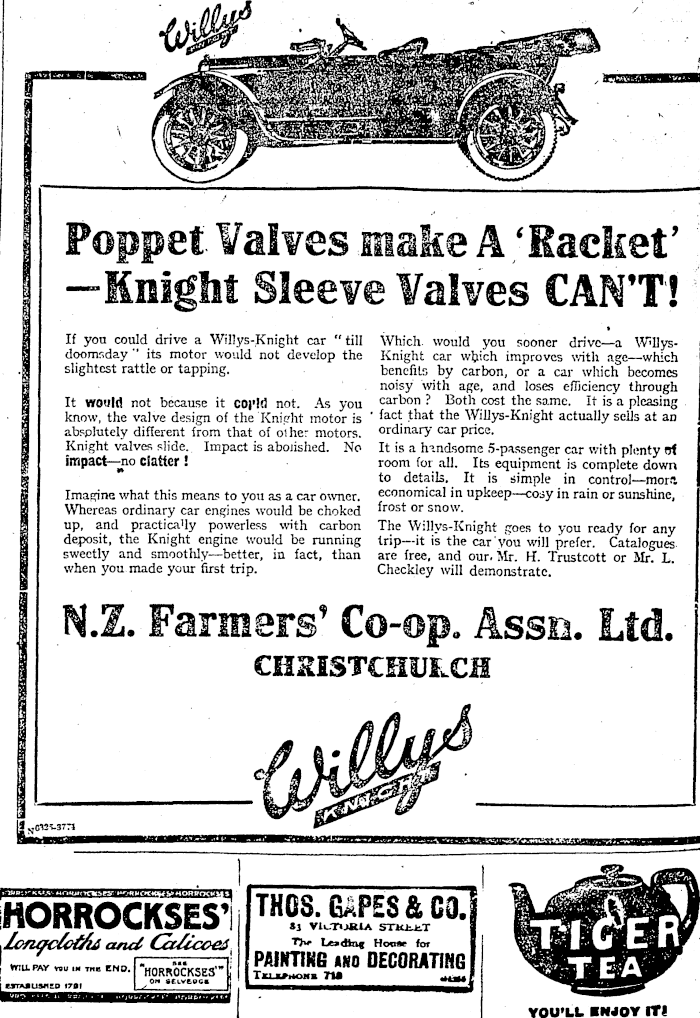 Willys
KNIGHT
Poppet Valves make A 'Racket'
—Knight Sleeve Valves CAN'T!
If you could drive a Willys-Knight car "till
doomsday" its motor would not develop the
slightest rattle or tapping.
It would not because it could not. As you
know, the valve design of the Knight motor is
absolutely different from that of other motors.
Knight valves slide. Impact is abolished. No
impact—no clatter!
Imagine what this means to you as a car owner.
Whereas ordinary car engines would be choked
up, and practically powerless with carbon
deposit, the Knight engine would be running
sweetly and smoothly—better, in fact, than
when you made your first trip.
Which would you sooner drive—a Willys-
Knight car which improves with age—which
benefits by carbon, or a car which becomes
noisy with age, and loses efficiency through
carbon? Both cost the same. It is a pleasing
fact that the Willys-Knight actually sells at an
ordinary car price.
It is a handsome 5-passenger car with plenty of
room for all. Its equipment is complete down
to details. It is simple in control—more
economical in upkeep—cosy in rain or sunshine,
frost or snow.
The Willys-Knight goes to you ready for any
trip—it is the car you will prefer. Catalogues
are free, and our Mr. H. Trustcott or Mr. L.
Checkley will demonstrate.
N.Z. Farmers' Co-op. Assn. Ltd.
CHRISTCHURCH
Willys
KNIGHT
HORROCKSES'
Longcloths and Calicoes
WILL PAY YOU IN THE END.
ESTABLISHED 1791
SEE
"HORROCKSES'"
ON SELVEDGE
THOS. GAPES & CO.
83 VICTORIA STREET
The Leading House for
PAINTING AND DECORATING
TELEPHONE 718
TIGER
TEA
YOU'LL ENJOY IT!